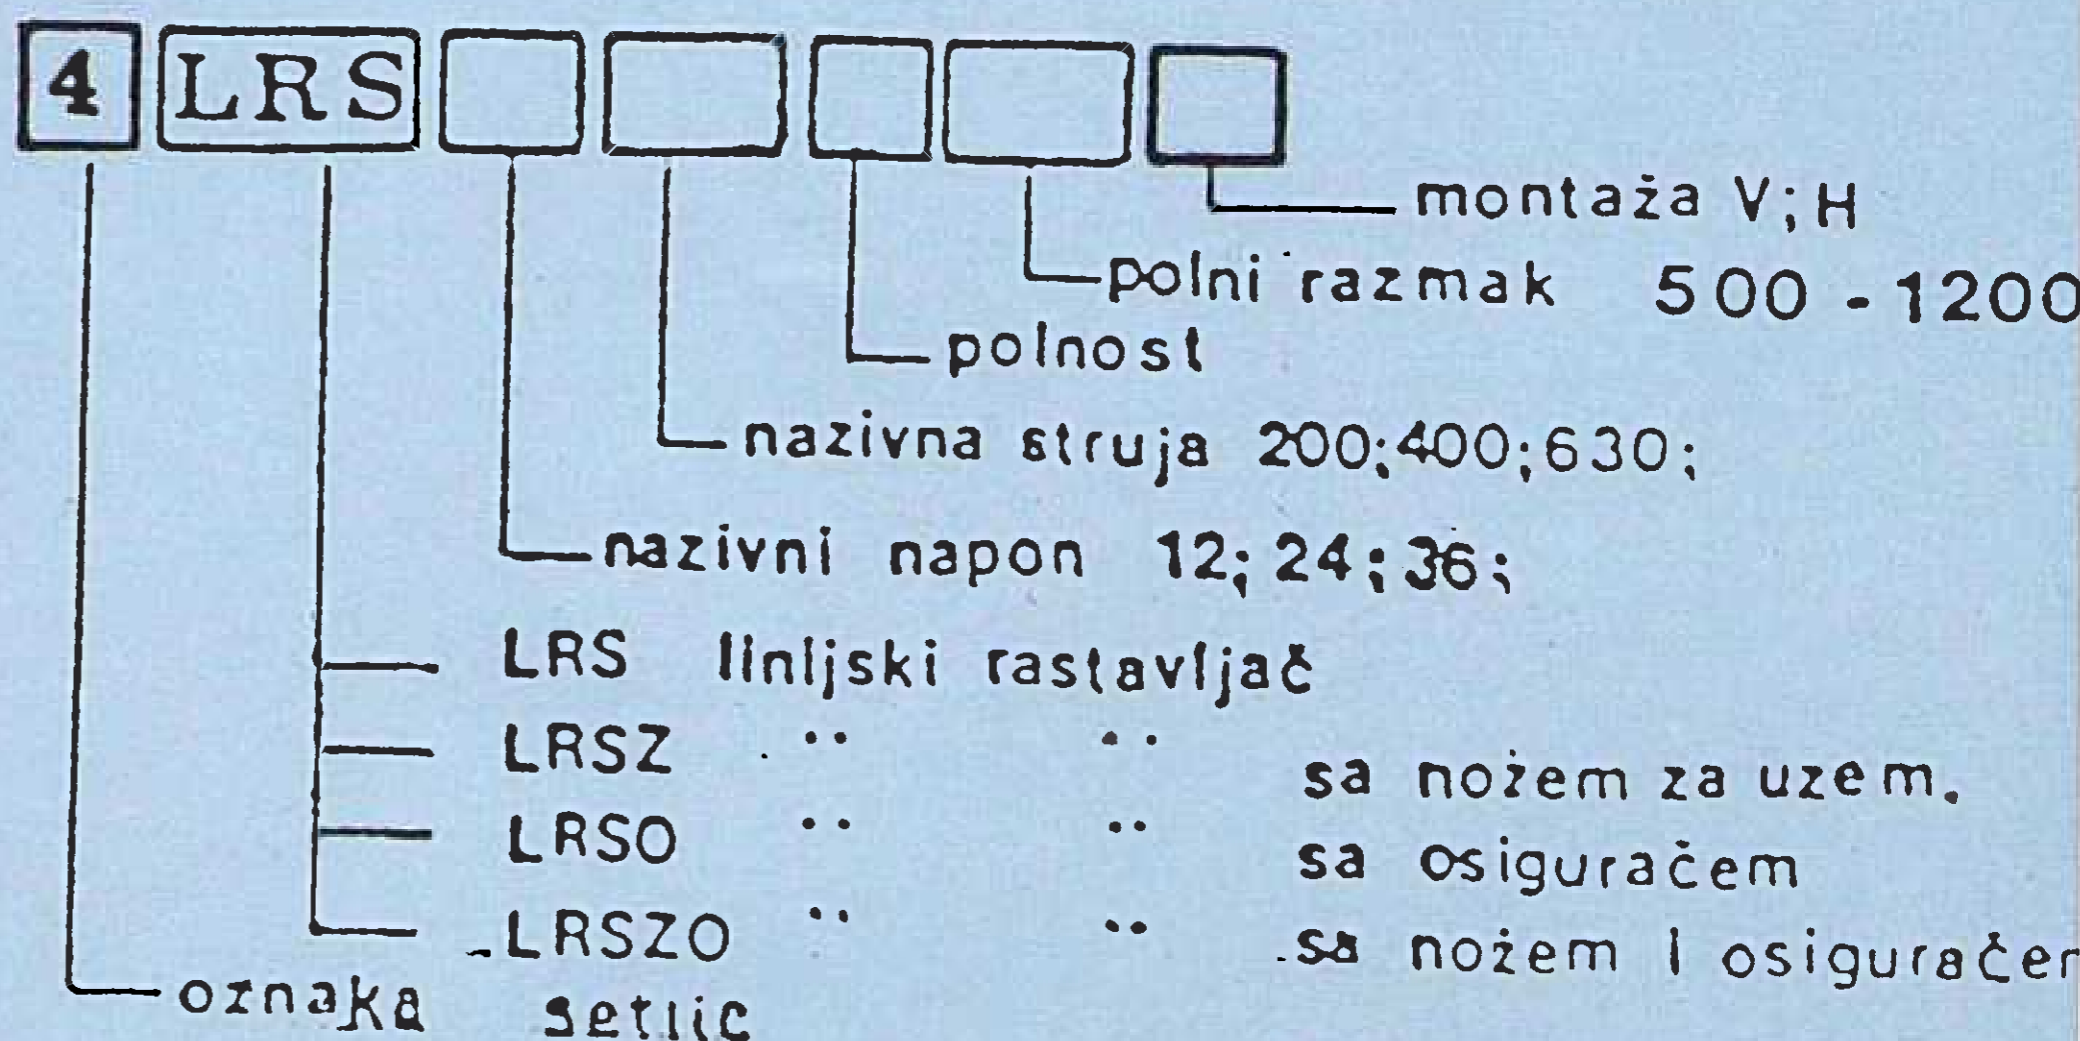 4 LRS
montaža V; H
polni razmak 500 - 1200
polnost
nazivna struja 200; 400; 630;
nazivni napon 12; 24; 36;
LRS linijski rastavljač
LRSZ " " sa nožem za uzem.
LRSO " " sa osiguračem
LRSZO " " sa nožem i osigurače
oznaka